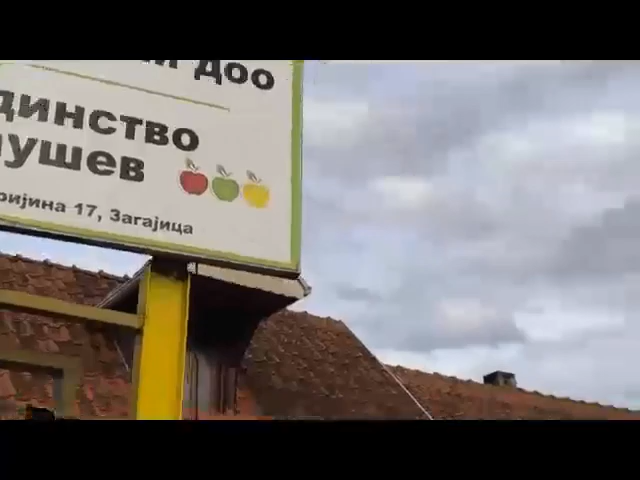 доо
динство
ушев
ријина 17, Загајица